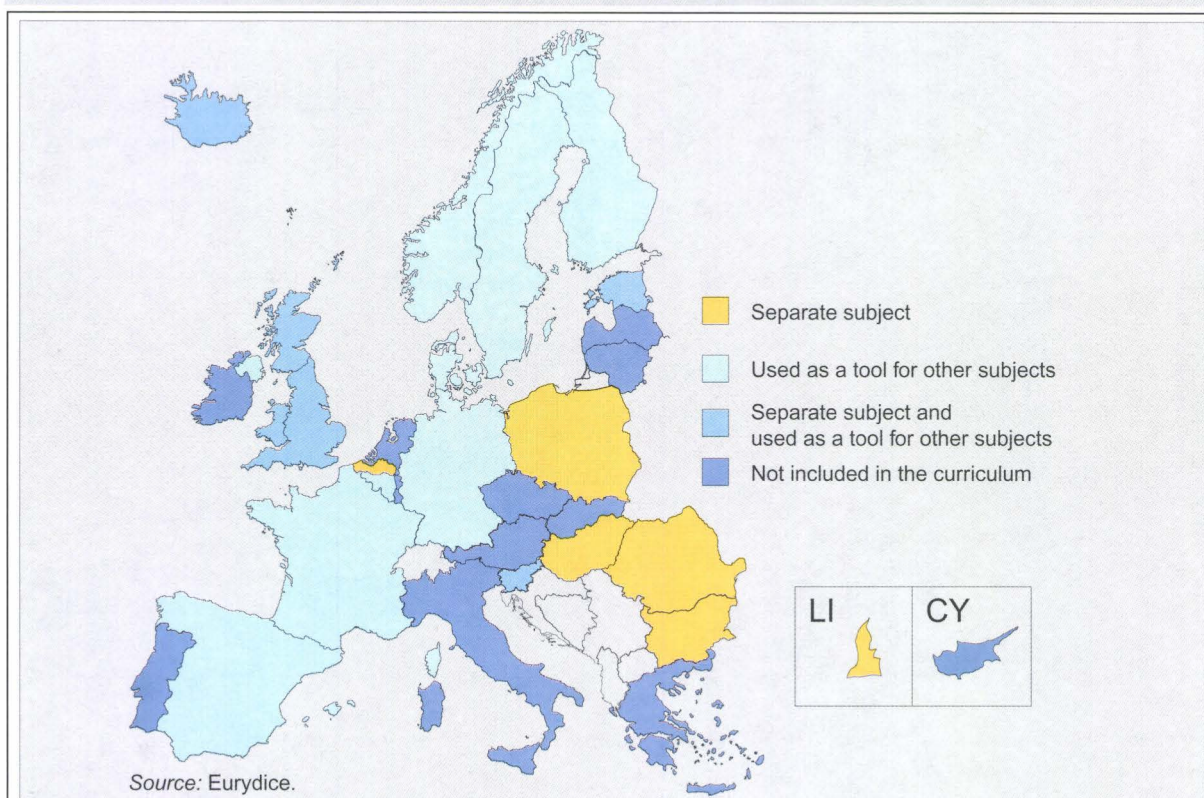 Separate subject
Used as a tool for other subjects
Separate subject and
used as a tool for other subjects
Not included in the curriculum
LI
CY
Source: Eurydice.